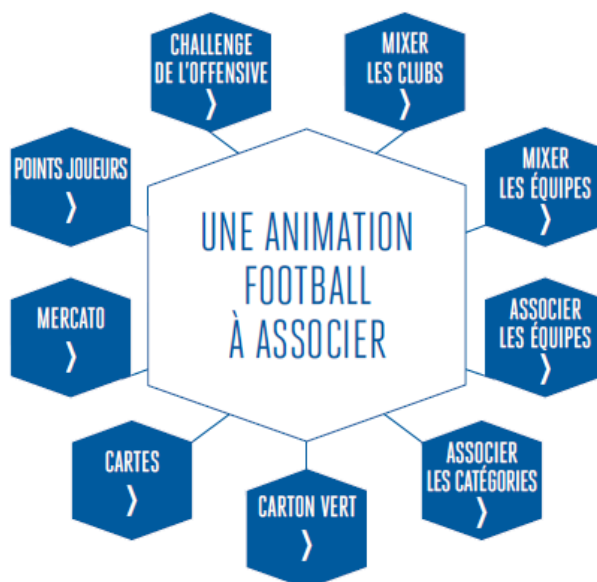 CHALLENGE
DE L'OFFENSIVE
MIXER
LES CLUBS
POINTS JOUEURS
MIXER
LES ÉQUIPES
UNE ANIMATION
FOOTBALL
À ASSOCIER
MERCATO
ASSOCIER
LES ÉQUIPES
CARTES
ASSOCIER
LES CATÉGORIES
CARTON VERT